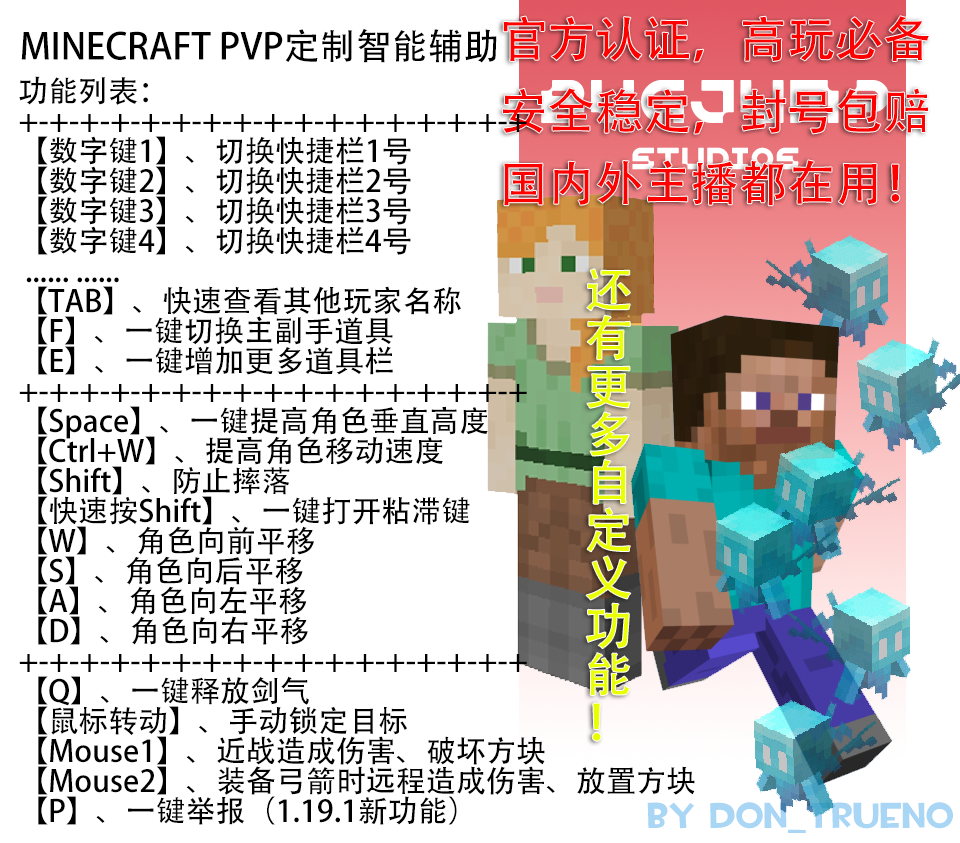 MINECRAFT PVP定制智能辅助
功能列表：
+-+-+-+-+-+-+-+-+-+-+-+-+-+-+-+-+-+
【数字键1】、切换快捷栏1号
【数字键2】、切换快捷栏2号
【数字键3】、切换快捷栏3号
【数字键4】、切换快捷栏4号
...... ......
【TAB】、快速查看其他玩家名称
【F】、一键切换主副手道具
【E】、一键增加更多道具栏
+-+-+-+-+-+-+-+-+-+-+-+-+-+-+-+-+-+
【Space】、一键提高角色垂直高度
【Ctrl+W】、提高角色移动速度
【Shift】、防止摔落
【快速按Shift】、一键打开粘滞键
【W】、角色向前平移
【S】、角色向后平移
【A】、角色向左平移
【D】、角色向右平移
+-+-+-+-+-+-+-+-+-+-+-+-+-+-+-+-+-+
【Q】、一键释放剑气
【鼠标转动】、手动锁定目标
【Mouse1】、近战造成伤害、破坏方块
【Mouse2】、装备弓箭时远程造成伤害、放置方块
【P】、一键举报（1.19.1新功能）
官方认证，高玩必备
安全稳定，封号包赔
STUDIOS
国内外主播都在用！
还有更多自定义功能！
BY DON_TRUENO